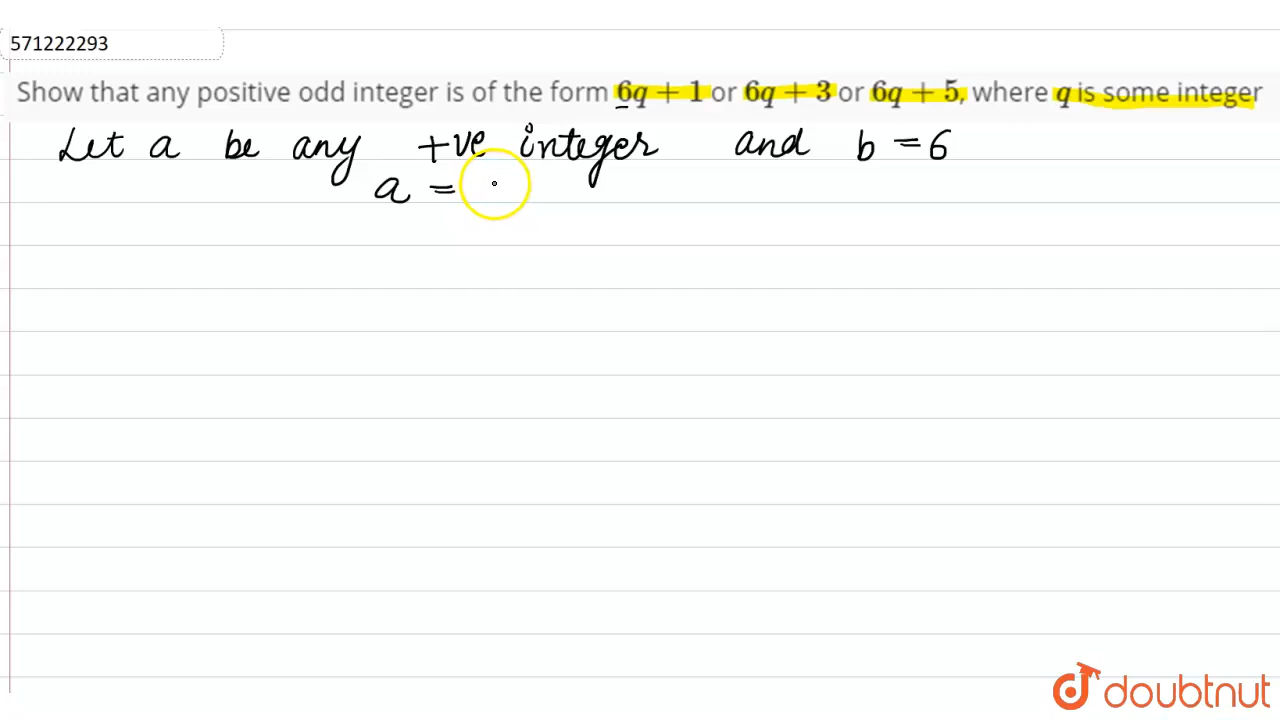 571222293
Show that any positive odd integer is of the form 6q + 1 or 6q + 3 or 6q + 5, where q is some integer
Let a be any +ve integer and b = 6
a =
doubtnut